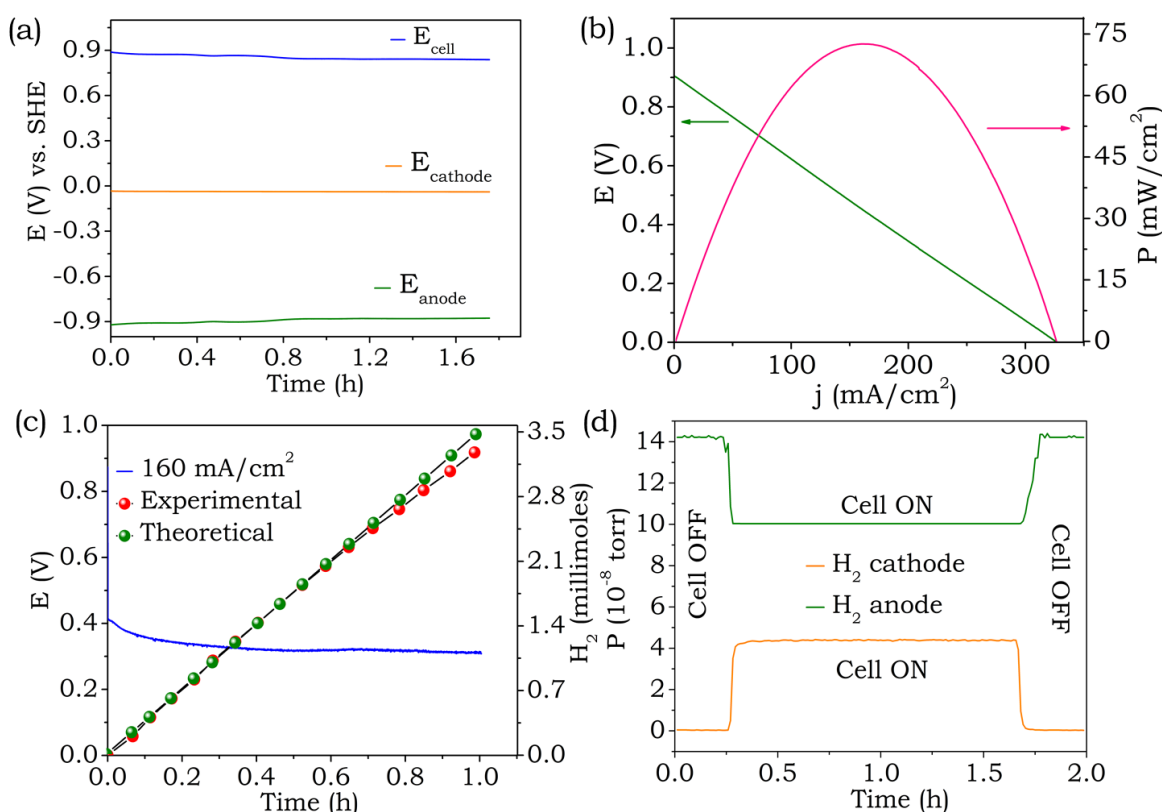 (a)
E_cell
E_cathode
E_anode
E (V) vs. SHE
0.9
0.6
0.3
0.0
-0.3
-0.6
-0.9
0.0 0.4 0.8 1.2 1.6
Time (h)
(b)
E (V)
1.0
0.8
0.6
0.4
0.2
0.0
75
60
45
30
15
0
P (mW/cm²)
0 100 200 300
j (mA/cm²)
(c)
160 mA/cm²
Experimental
Theoretical
E (V)
1.0
0.8
0.6
0.4
0.2
0.0
3.5
2.8
2.1
1.4
0.7
0.0
H₂ (millimoles)
0.0 0.2 0.4 0.6 0.8 1.0
Time (h)
(d)
P (10⁻⁸ torr)
14
12
10
8
6
4
2
0
Cell OFF
Cell ON
H₂ cathode
H₂ anode
Cell ON
Cell OFF
0.0 0.5 1.0 1.5 2.0
Time (h)